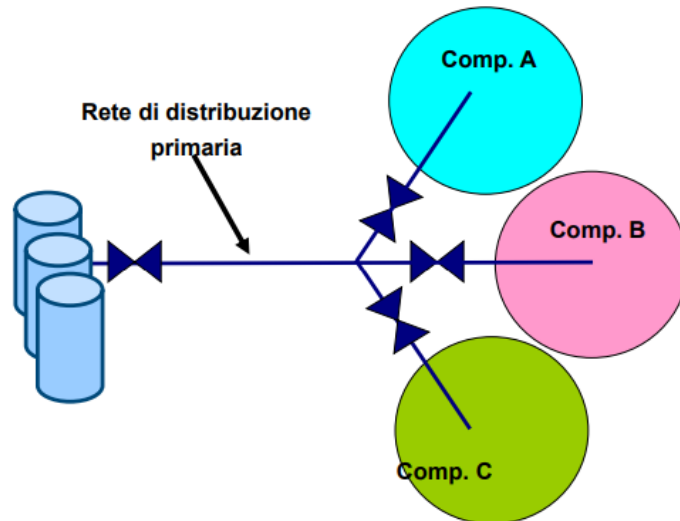 Comp. A
Rete di distribuzione
primaria
Comp. B
Comp. C